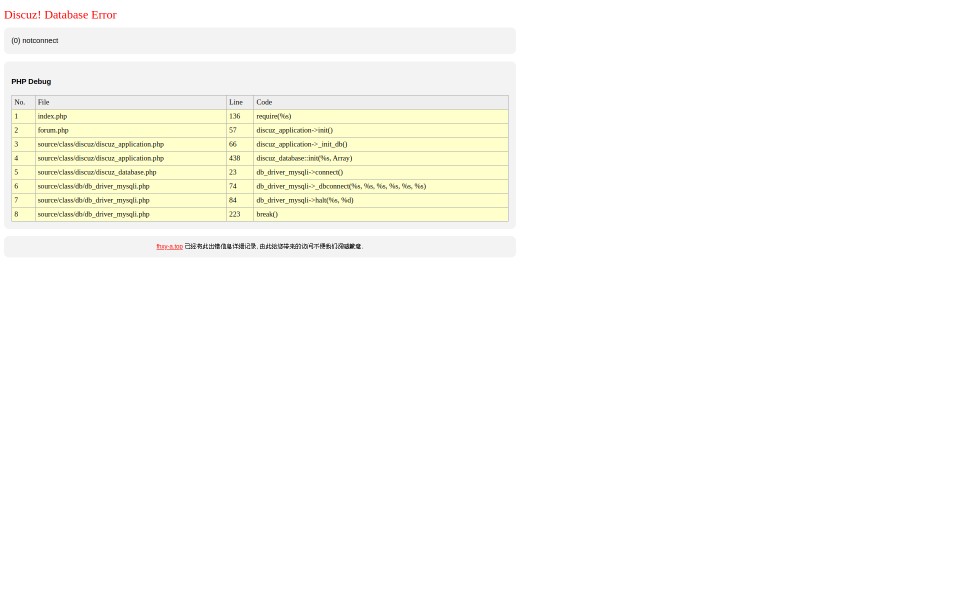 Discuz! Database Error
(0) notconnect
PHP Debug
No. File Line Code
1 index.php 136 require(%s)
2 forum.php 57 discuz_application->init()
3 source/class/discuz/discuz_application.php 66 discuz_application->_init_db()
4 source/class/discuz/discuz_application.php 438 discuz_database::init(%s, Array)
5 source/class/discuz/discuz_database.php 23 db_driver_mysqli->connect()
6 source/class/db/db_driver_mysqli.php 74 db_driver_mysqli->_dbconnect(%s, %s, %s, %s, %s, %s)
7 source/class/db/db_driver_mysqli.php 84 db_driver_mysqli->halt(%s, %d)
8 source/class/db/db_driver_mysqli.php 223 break()
已经将此出错信息详细记录, 由此给您带来的访问不便我们深感歉意.